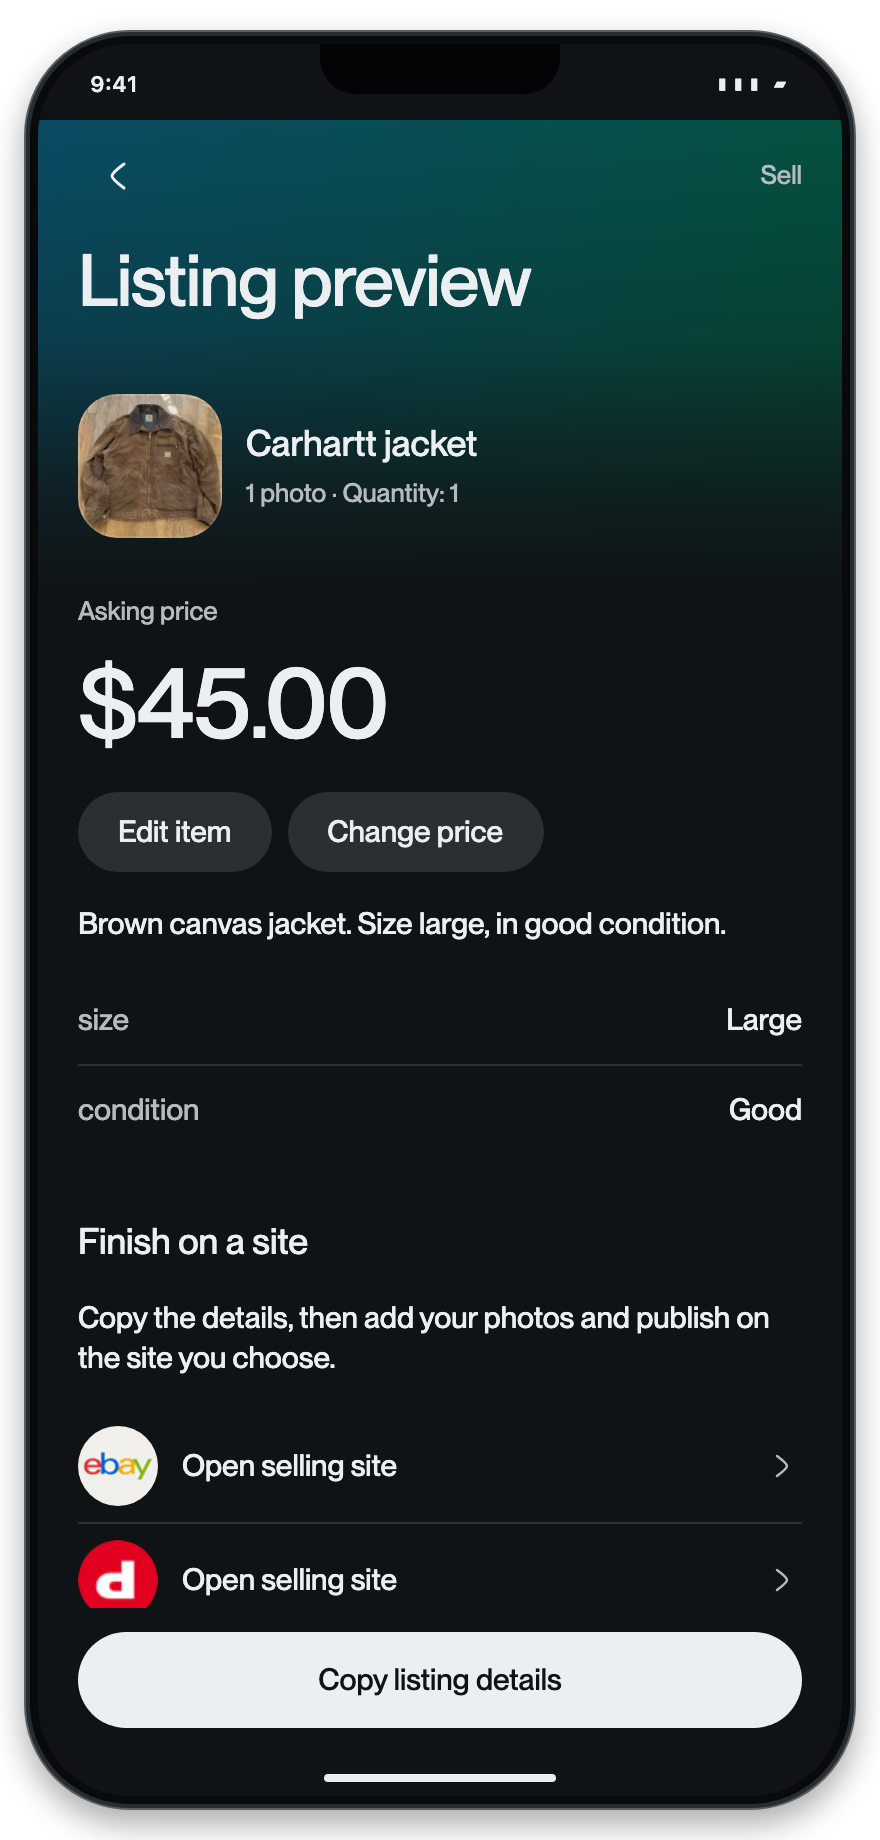 9:41
Sell
Listing preview
Carhartt jacket
1 photo · Quantity: 1
Asking price
$45.00
Edit item
Change price
Brown canvas jacket. Size large, in good condition.
size
Large
condition
Good
Finish on a site
Copy the details, then add your photos and publish on
the site you choose.
ebay
Open selling site
d
Open selling site
Copy listing details